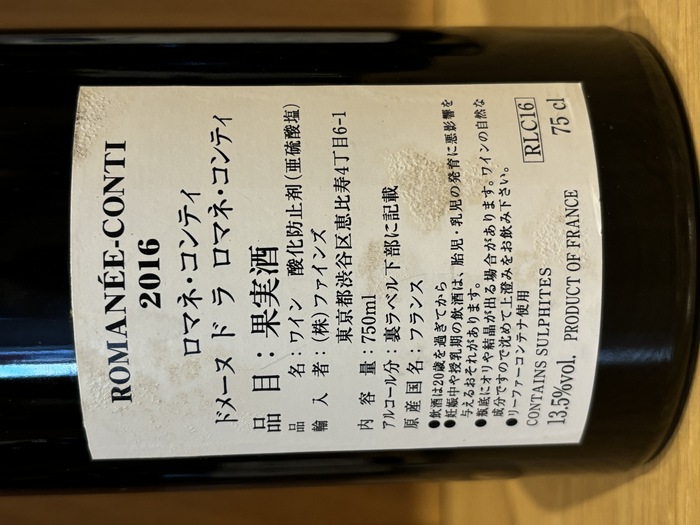 ROMANÉE-CONTI
2016
ロマネ・コンティ
ドメーヌ ド ラ ロマネ・コンティ
品 目:果実酒
品 名:ワイン 酸化防止剤(亜硫酸塩)
輸 入 者:(株)ファインズ
東京都渋谷区恵比寿4丁目6-1
内 容 量:750ml
アルコール分:裏ラベル下部に記載
原 産 国 名:フランス
●飲酒は20歳を過ぎてから
●妊娠中や授乳期の飲酒は、胎児・乳児の発育に悪影響を
与えるおそれがあります。
●瓶底にオリや結晶が出る場合があります。ワインの自然な
成分ですので沈めて上澄みをお飲み下さい。
●リーファーコンテナ使用
RLC16
CONTAINS SULPHITES
13.5%vol. PRODUCT OF FRANCE 75 cl